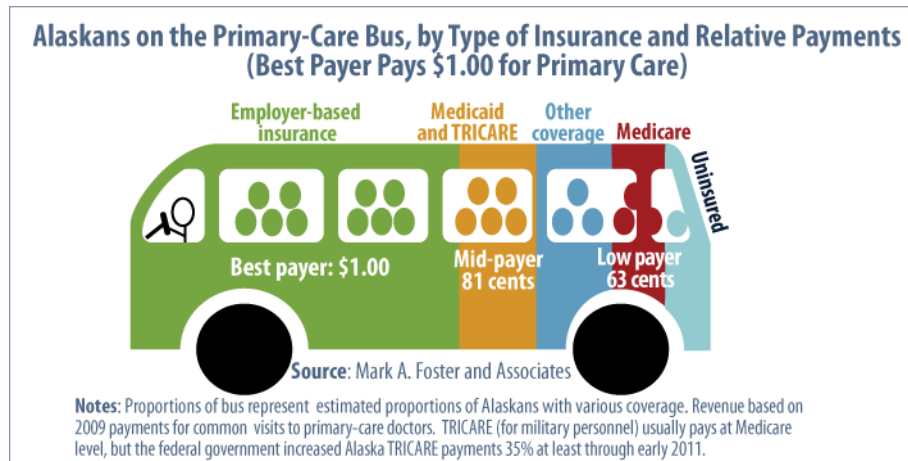 Alaskans on the Primary-Care Bus, by Type of Insurance and Relative Payments
(Best Payer Pays $1.00 for Primary Care)
Employer-based
insurance
Medicaid
and TRICARE
Other
coverage
Medicare
Uninsured
Best payer: $1.00
Mid-payer
81 cents
Low payer
63 cents
Source: Mark A. Foster and Associates
Notes: Proportions of bus represent estimated proportions of Alaskans with various coverage. Revenue based on
2009 payments for common visits to primary-care doctors. TRICARE (for military personnel) usually pays at Medicare
level, but the federal government increased Alaska TRICARE payments 35% at least through early 2011.